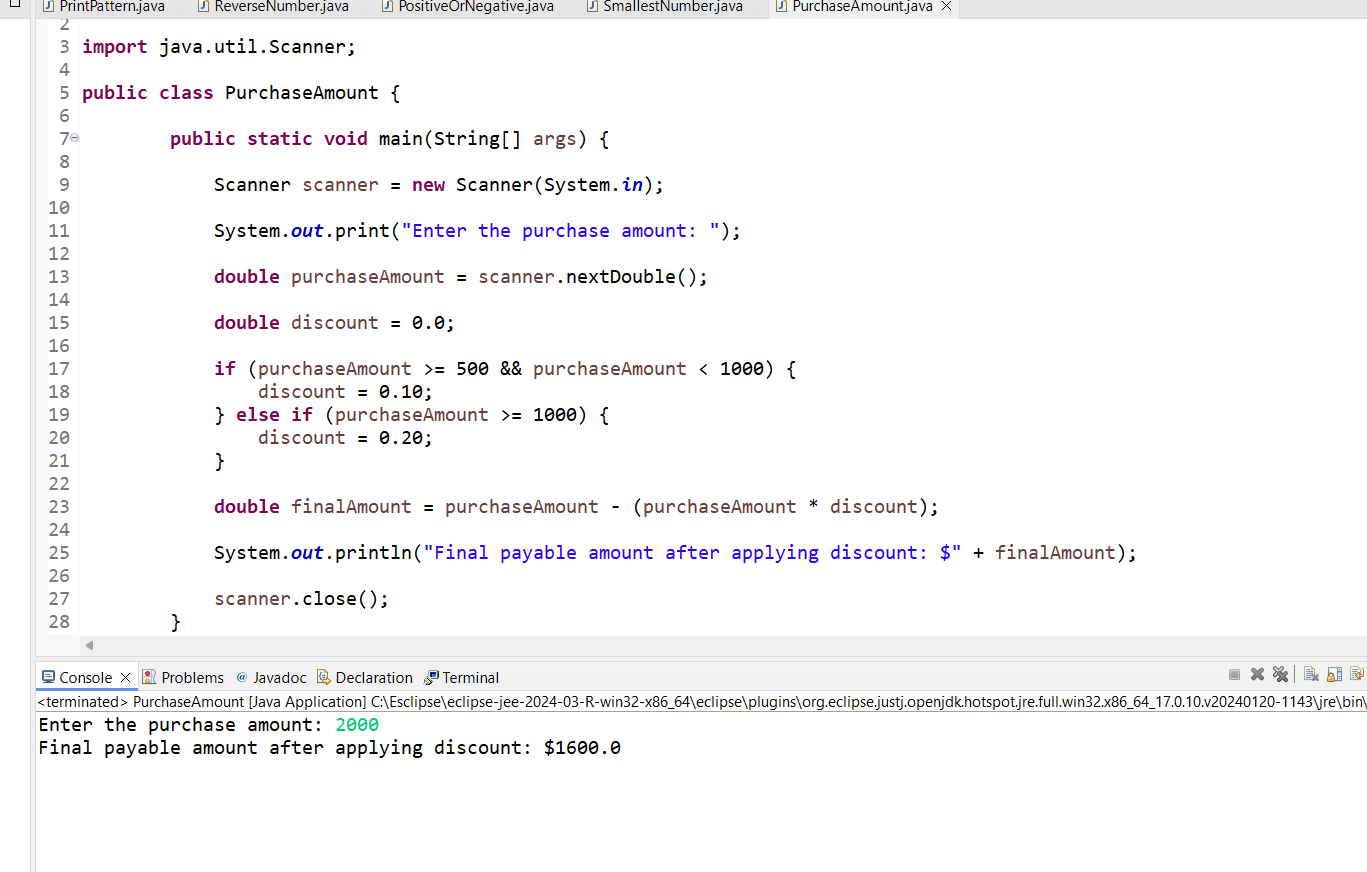 PrintPattern.java ReverseNumber.java PositiveOrNegative.java SmallestNumber.java PurchaseAmount.java
2
3 import java.util.Scanner;
4
5 public class PurchaseAmount {
6
7 public static void main(String[] args) {
8
9 Scanner scanner = new Scanner(System.in);
10
11 System.out.print("Enter the purchase amount: ");
12
13 double purchaseAmount = scanner.nextDouble();
14
15 double discount = 0.0;
16
17 if (purchaseAmount >= 500 && purchaseAmount < 1000) {
18 discount = 0.10;
19 } else if (purchaseAmount >= 1000) {
20 discount = 0.20;
21 }
22
23 double finalAmount = purchaseAmount - (purchaseAmount * discount);
24
25 System.out.println("Final payable amount after applying discount: $" + finalAmount);
26
27 scanner.close();
28 }
Console Problems @ Javadoc Declaration Terminal
<terminated> PurchaseAmount [Java Application] C:\Esclipse\eclipse-jee-2024-03-R-win32-x86_64\eclipse\plugins\org.eclipse.justj.openjdk.hotspot.jre.full.win32.x86_64_17.0.10.v20240120-1143\jre\bin\
Enter the purchase amount: 2000
Final payable amount after applying discount: $1600.0